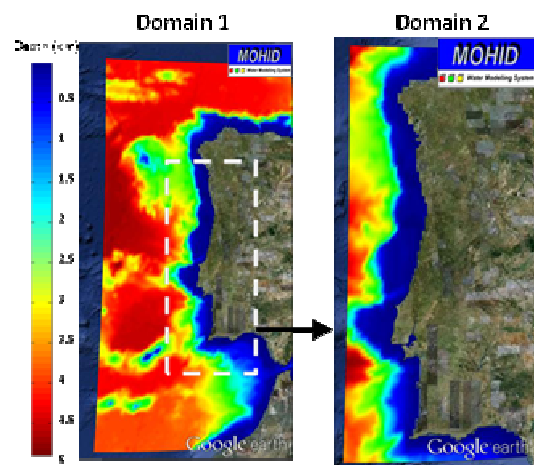 Domain 1
Domain 2
0.5
1
1.5
2
2.5
3
3.5
4
4.5
5
MOHID
Water Modelling System
MOHID
Water Modelling System
Google earth
Google earth